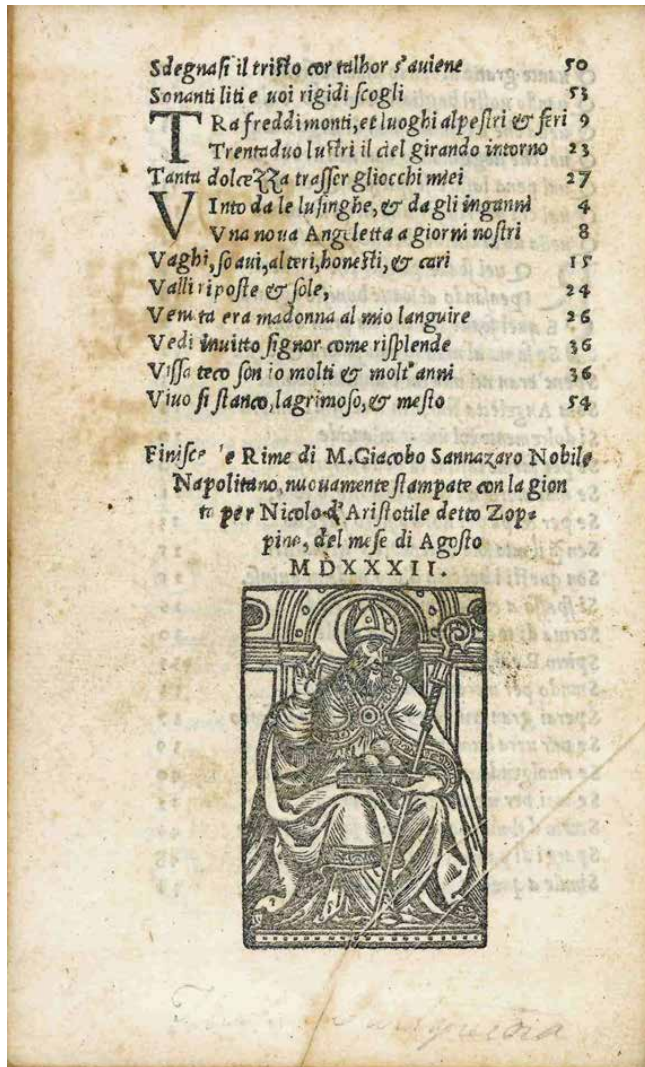 Sdegnasi il tristo cor talhor s'auiene 50
Sonanti liti e uoi rigidi scogli 53
TRa freddi monti, et luoghi alpestri & feri 9
Trentaduo lustri il ciel girando intorno 23
Tanta dolcezza trasser gliocchi miei 27
VInto da le lusinghe, & da gli inganni 4
Vna noua Angeletta a giorni nostri 8
Vaghi, soaui, alteri, honesti, & cari 15
Valli riposte & sole, 24
Venuta era madonna al mio languire 26
Vedi inuitto signor come risplende 36
Vissa teco son io molti & molt'anni 36
Viuo si stanco, lagrimoso, & mesto 54
Finisce le Rime di M. Giacobo Sannazaro Nobile
Napolitano, nuouamente stampate con la gion
ta per Nicolo d'Aristotile detto Zop=
pino, del mese di Agosto
MDXXXII.